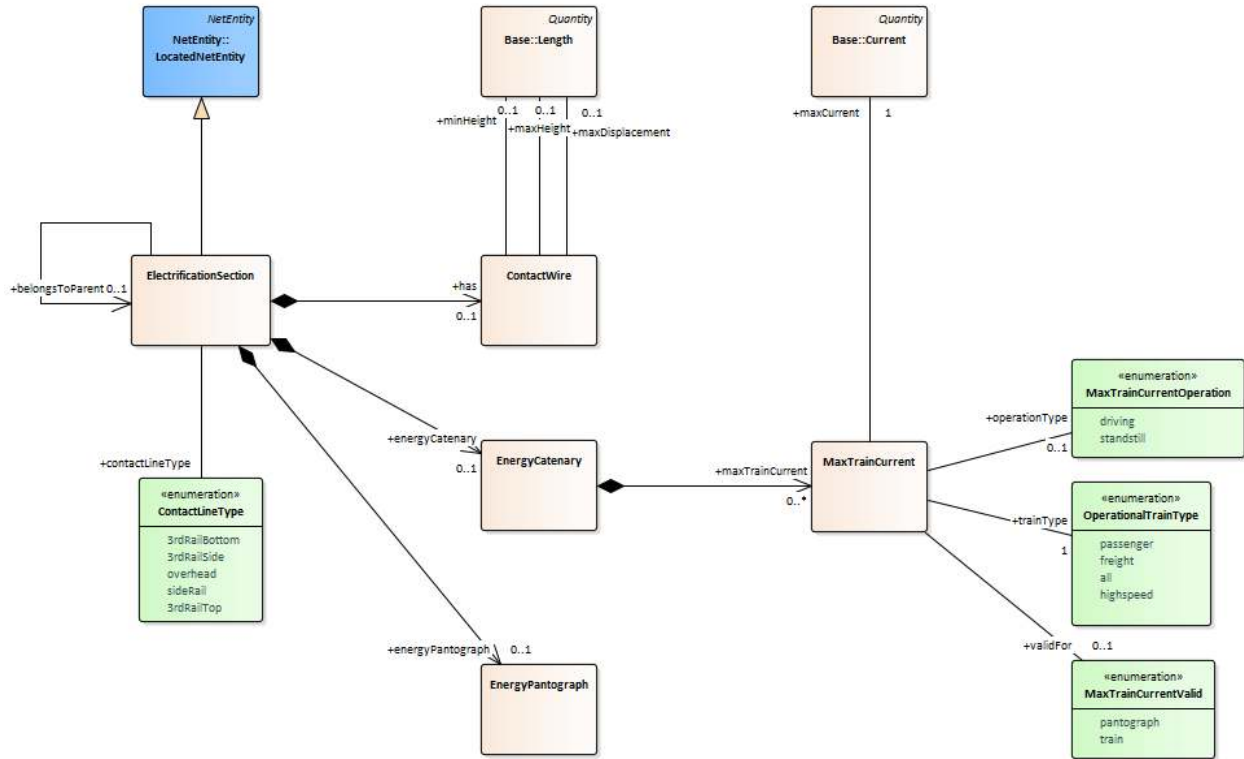 NetEntity
NetEntity::
LocatedNetEntity
Quantity
Base::Length
Quantity
Base::Current
0..1
0..1
0..1
+minHeight
+maxHeight
+maxDisplacement
+maxCurrent
1
ElectrificationSection
+belongsToParent
0..1
+has
0..1
ContactWire
+contactLineType
«enumeration»
ContactLineType
3rdRailBottom
3rdRailSide
overhead
sideRail
3rdRailTop
+energyCatenary
0..1
EnergyCatenary
+maxTrainCurrent
0..*
MaxTrainCurrent
+operationType
0..1
«enumeration»
MaxTrainCurrentOperation
driving
standstill
+trainType
1
«enumeration»
OperationalTrainType
passenger
freight
all
highspeed
+validFor
0..1
«enumeration»
MaxTrainCurrentValid
pantograph
train
+energyPantograph
0..1
EnergyPantograph